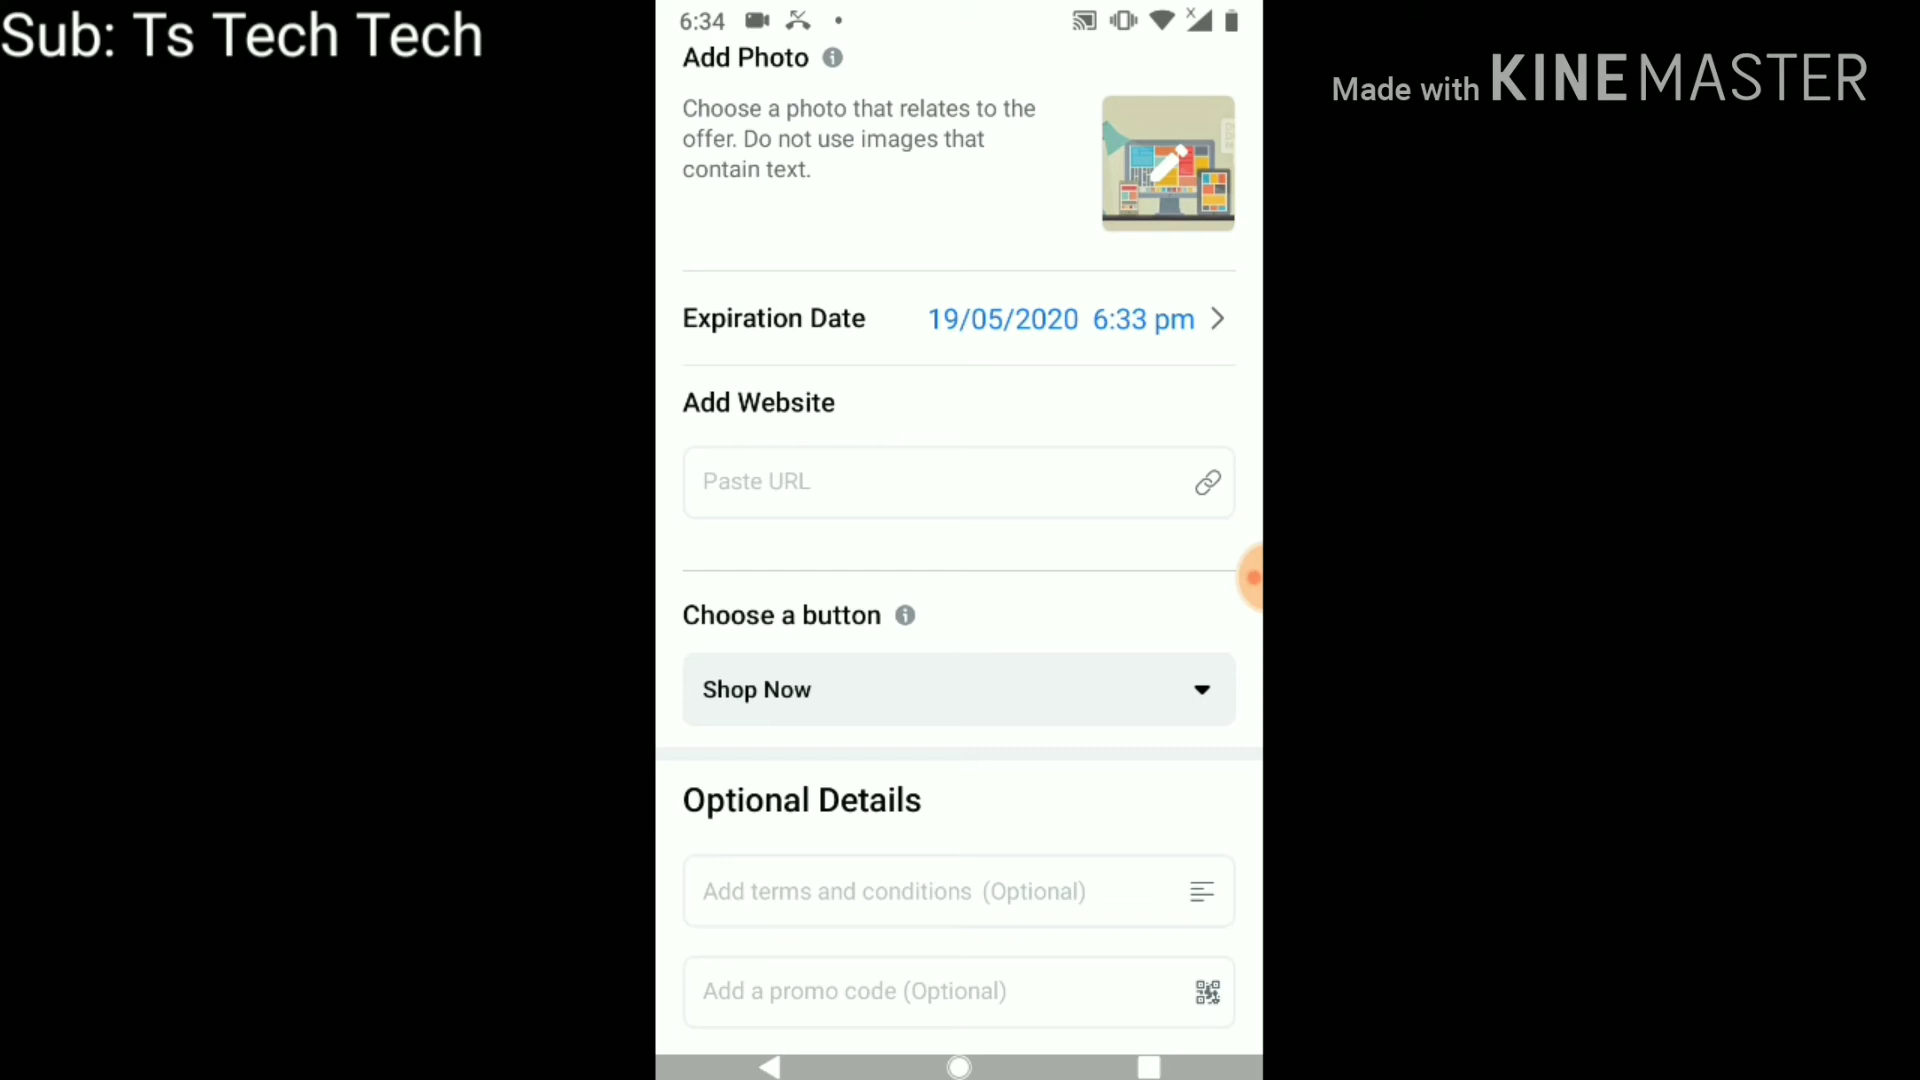 Sub: Ts Tech Tech
Made with KINEMASTER
6:34
Add Photo
Choose a photo that relates to the
offer. Do not use images that
contain text.
Expiration Date 19/05/2020 6:33 pm
Add Website
Paste URL
Choose a button
Shop Now
Optional Details
Add terms and conditions (Optional)
Add a promo code (Optional)